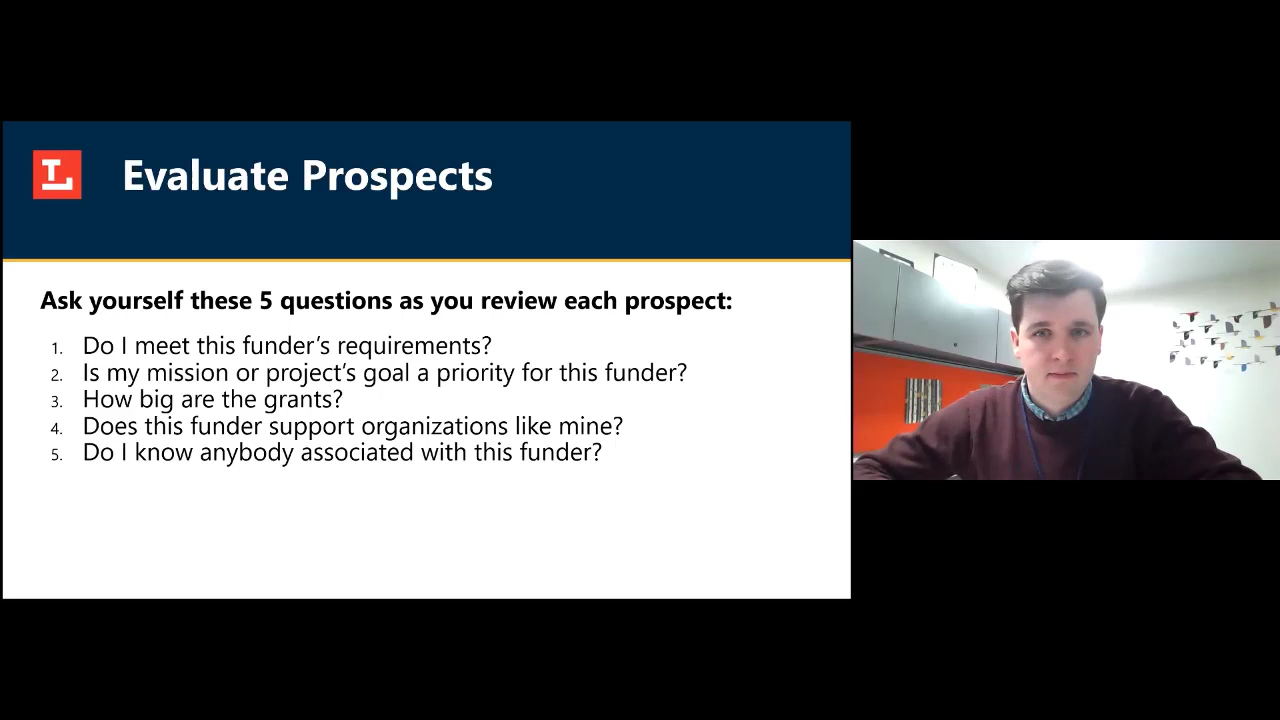 Evaluate Prospects
Ask yourself these 5 questions as you review each prospect:
1. Do I meet this funder’s requirements?
2. Is my mission or project’s goal a priority for this funder?
3. How big are the grants?
4. Does this funder support organizations like mine?
5. Do I know anybody associated with this funder?